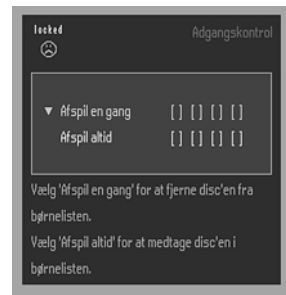 locked
Adgangskontrol
▼ Afspil en gang [ ] [ ] [ ] [ ]
Afspil altid [ ] [ ] [ ] [ ]
Vælg 'Afspil en gang' for at fjerne disc'en fra
børnelisten.
Vælg 'Afspil altid' for at medtage disc'en i
børnelisten.